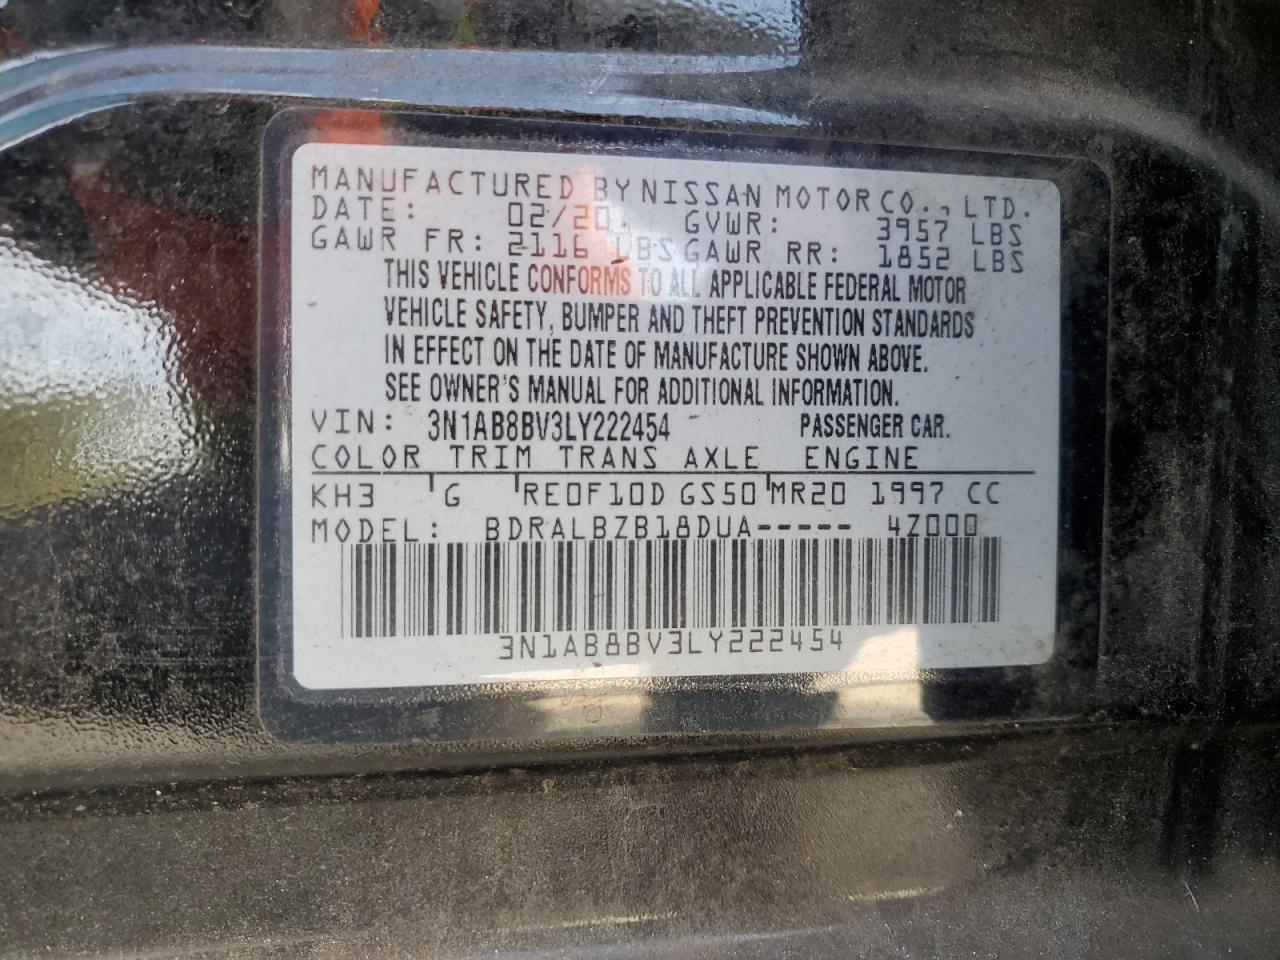 MANUFACTURED BY NISSAN MOTOR CO., LTD.
DATE: 02/20. GVWR: 3957 LBS
GAWR FR: 2116 LBS GAWR RR: 1852 LBS
THIS VEHICLE CONFORMS TO ALL APPLICABLE FEDERAL MOTOR
VEHICLE SAFETY, BUMPER AND THEFT PREVENTION STANDARDS
IN EFFECT ON THE DATE OF MANUFACTURE SHOWN ABOVE.
SEE OWNER'S MANUAL FOR ADDITIONAL INFORMATION.
VIN: 3N1AB8BV3LY222454 PASSENGER CAR.
COLOR TRIM TRANS AXLE ENGINE
KH3 G RE0F10D GS50 MR20 1997 CC
MODEL: BDRALBZB18DUA----- 4Z000
3N1AB8BV3LY222454